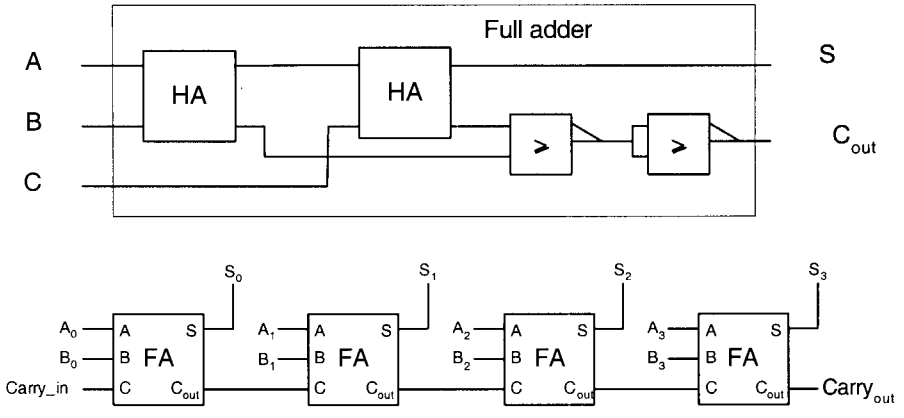 Full adder
A
S
HA
HA
B
>
>
C_out
C
S_0
S_1
S_2
S_3
A_0
A
S
A_1
A
S
A_2
A
S
A_3
A
S
B_0
B
FA
B_1
B
FA
B_2
B
FA
B_3
B
FA
Carry_in
C
C_out
C
C_out
C
C_out
C
C_out
Carry_out